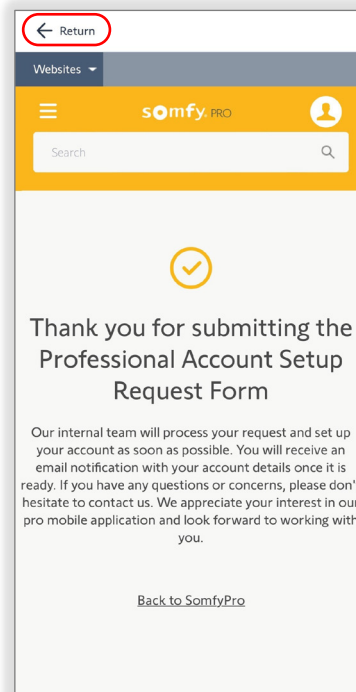 Return
Websites
somfy. PRO
Search
Thank you for submitting the
Professional Account Setup
Request Form
Our internal team will process your request and set up
your account as soon as possible. You will receive an
email notification with your account details once it is
ready. If you have any questions or concerns, please don'
hesitate to contact us. We appreciate your interest in our
pro mobile application and look forward to working with
you.
Back to SomfyPro